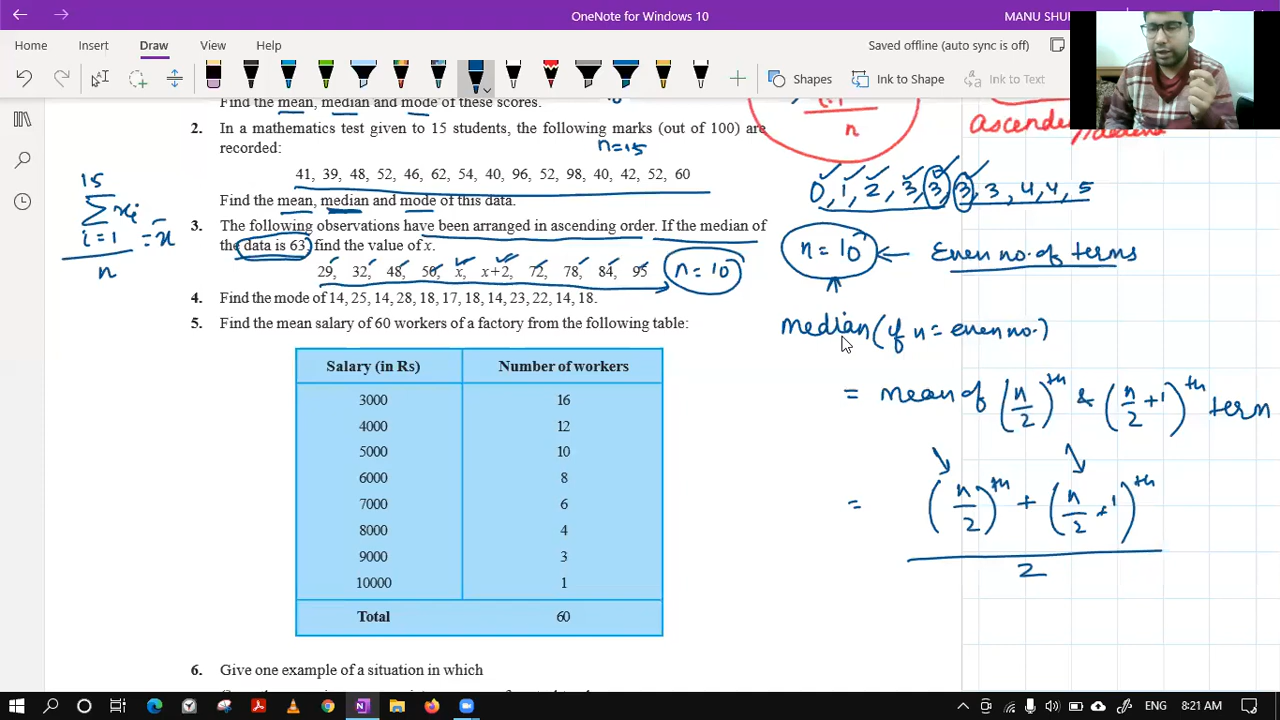 OneNote for Windows 10
MANU SHU
Home Insert Draw View Help
Saved offline (auto sync is off)
Shapes Ink to Shape Ink to Math
Find the mean, median and mode of these scores.
2. In a mathematics test given to 15 students, the following marks (out of 100) are
recorded:
n=15
41, 39, 48, 52, 46, 62, 54, 40, 96, 52, 98, 40, 42, 52, 60
Find the mean, median and mode of this data.
3. The following observations have been arranged in ascending order. If the median of
the data is 63, find the value of x.
29, 32, 48, 50, x, x+2, 72, 78, 84, 95
n=10
4. Find the mode of 14, 25, 14, 28, 18, 17, 18, 14, 23, 22, 14, 18.
5. Find the mean salary of 60 workers of a factory from the following table:
Salary (in Rs) Number of workers
3000 16
4000 12
5000 10
6000 8
7000 6
8000 4
9000 3
10000 1
Total 60
6. Give one example of a situation in which
15
∑ xi
i=1
n
= x̄
n
0, 1, 2, 3, 3, 3, 3, 4, 4, 5
n=10 ← Even no. of terms
median (if n = even no.)
= mean of (n/2)th & (n/2 +1)th term
= (n/2)th + (n/2 +1)th
2
ENG 8:21 AM